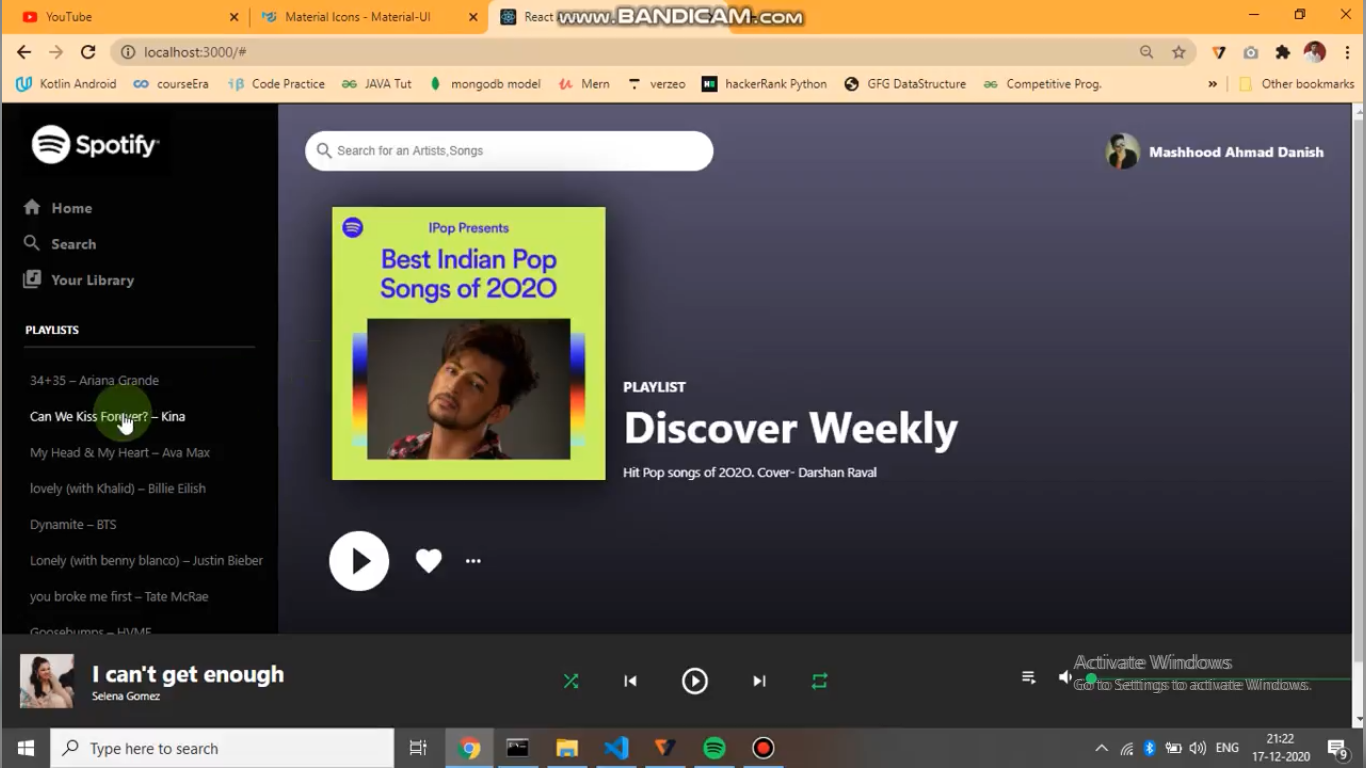 YouTube
Material Icons - Material-UI
React
www.BANDICAM.com
localhost:3000/#
Kotlin Android
courseEra
Code Practice
JAVA Tut
mongodb model
Mern
verzeo
hackerRank Python
GFG DataStructure
Competitive Prog.
»
Other bookmarks
Spotify
Search for an Artists,Songs
Mashhood Ahmad Danish
Home
Search
Your Library
PLAYLISTS
34+35 – Ariana Grande
Can We Kiss Forever? – Kina
My Head & My Heart – Ava Max
lovely (with Khalid) – Billie Eilish
Dynamite – BTS
Lonely (with benny blanco) – Justin Bieber
you broke me first – Tate McRae
Goosebumps – HVME
IPop Presents
Best Indian Pop
Songs of 2020
PLAYLIST
Discover Weekly
Hit Pop songs of 2020. Cover- Darshan Raval
I can't get enough
Selena Gomez
Activate Windows
Go to Settings to activate Windows.
Type here to search
ENG
21:22
17-12-2020
9